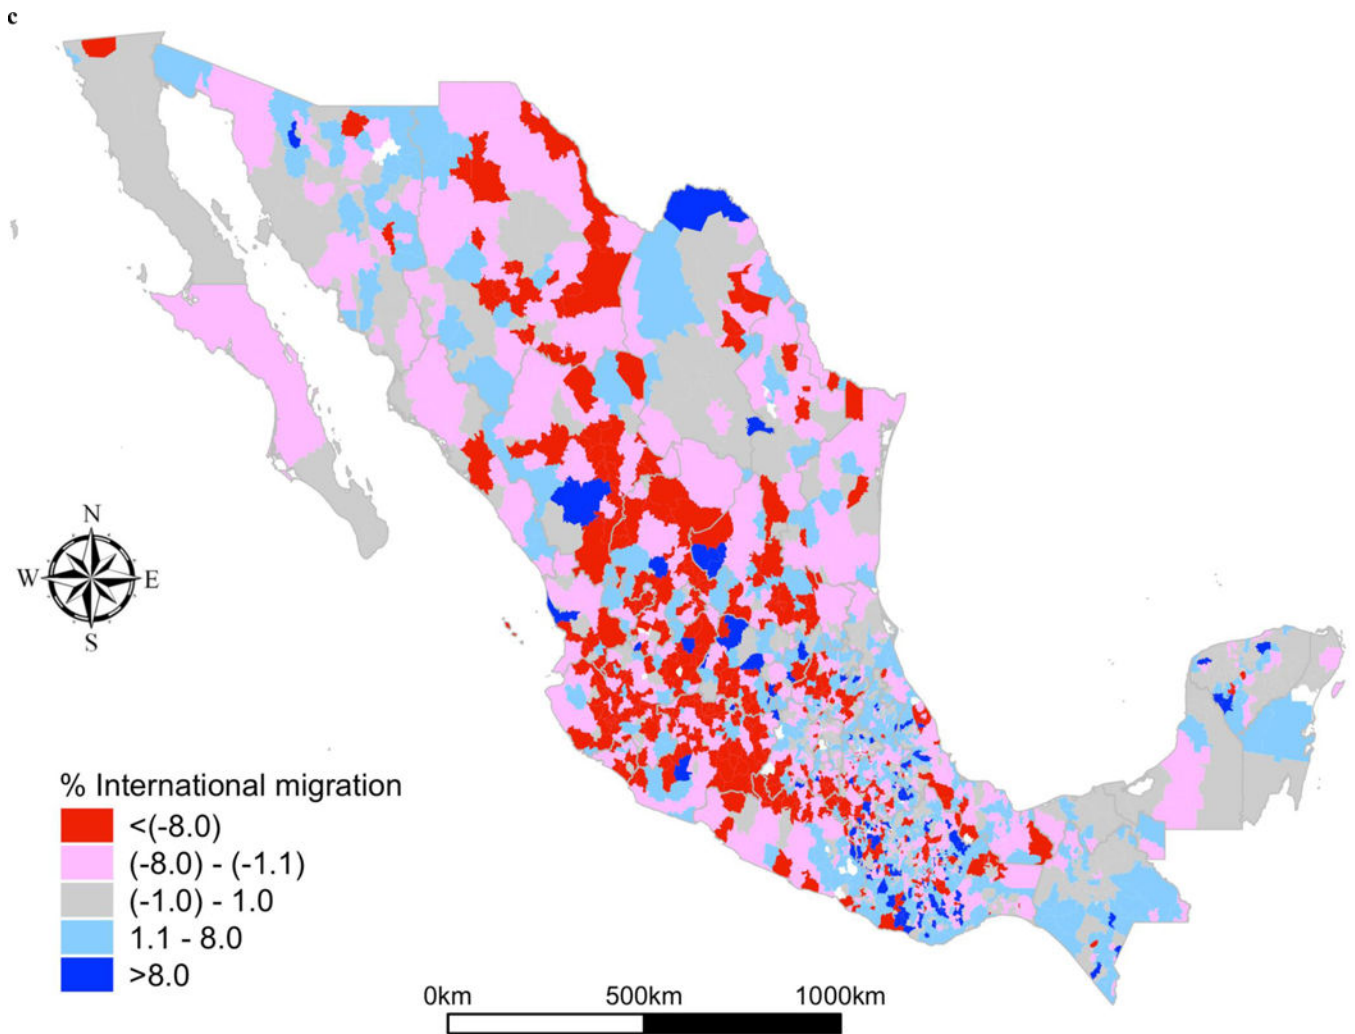 c
N
W E
S
% International migration
<(-8.0)
(-8.0) - (-1.1)
(-1.0) - 1.0
1.1 - 8.0
>8.0
0km 500km 1000km